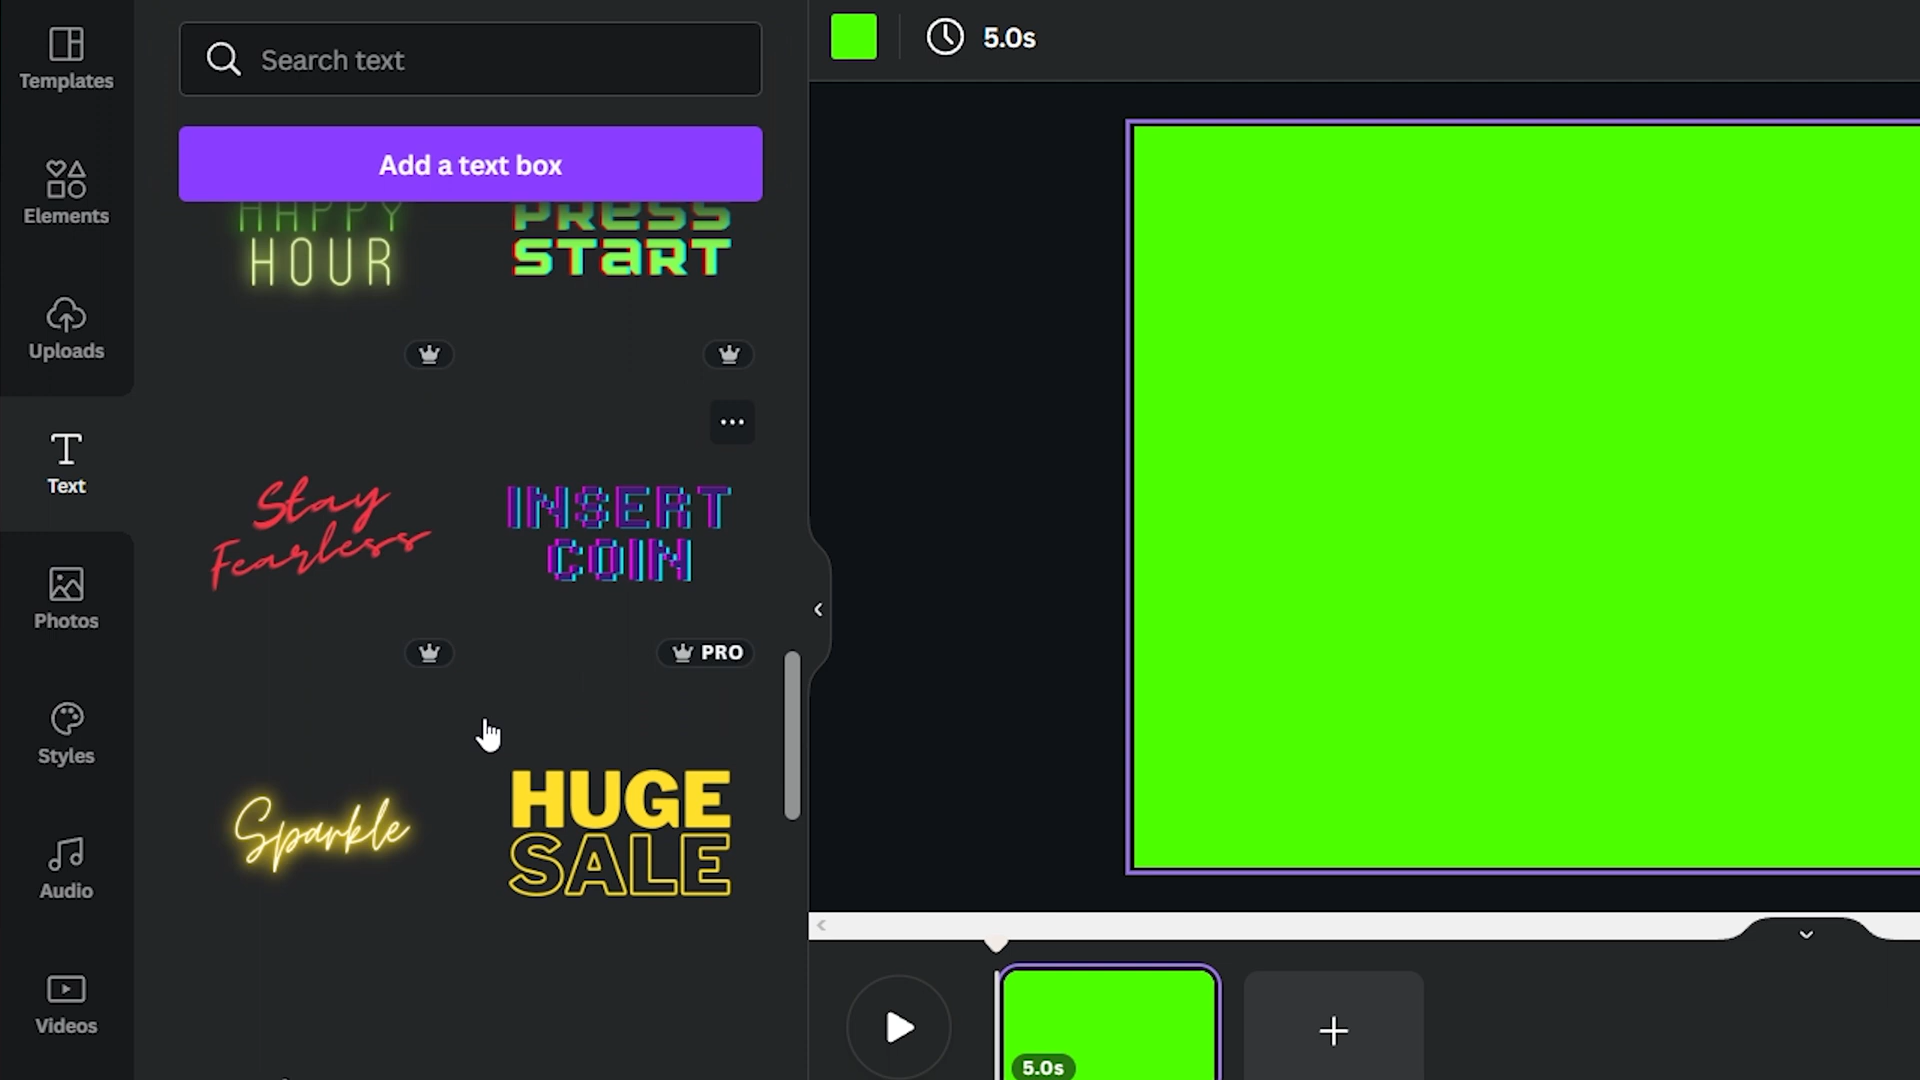 Templates
Elements
Uploads
Text
Photos
Styles
Audio
Videos
Search text
Add a text box
HAPPY
HOUR
PRESS
START
Stay
Fearless
INSERT
COIN
PRO
Sparkle
HUGE
SALE
5.0s
5.0s